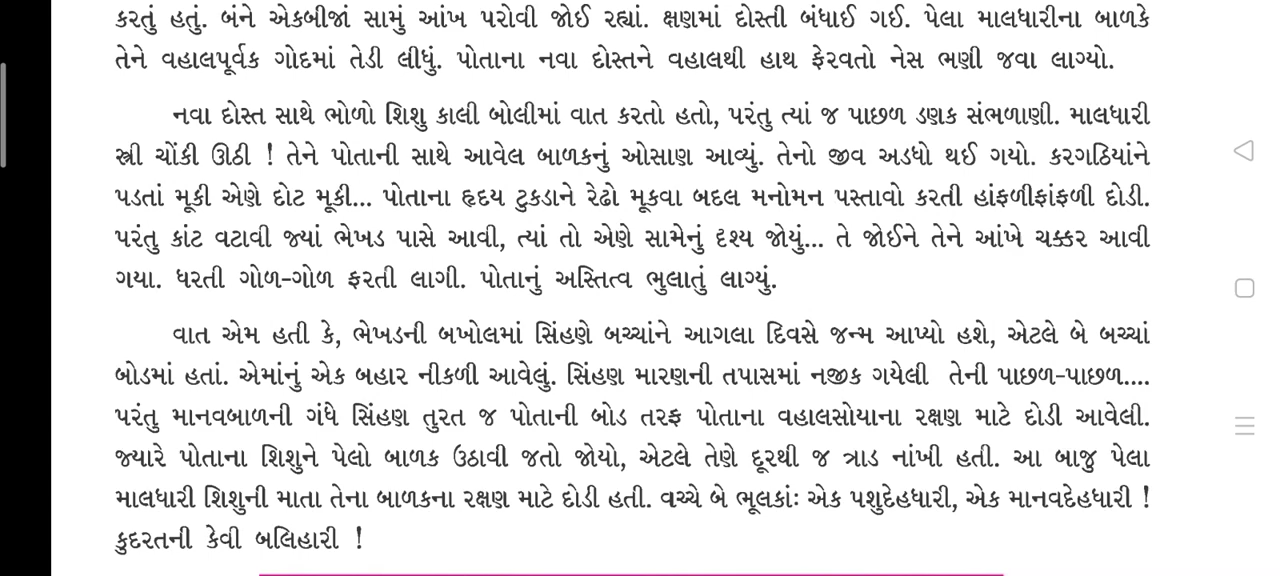 કરતું હતું. બંને એકબીજાં સામું આંખ પરોવી જોઈ રહ્યાં. ક્ષણમાં દોસ્તી બંધાઈ ગઈ. પેલા માલધારીના બાળકે
તેને વહાલપૂર્વક ગોદમાં તેડી લીધું. પોતાના નવા દોસ્તને વહાલથી હાથ ફેરવતો નેસ ભણી જવા લાગ્યો.
નવા દોસ્ત સાથે ભોળો શિશુ કાલી બોલીમાં વાત કરતો હતો, પરંતુ ત્યાં જ પાછળ ડણક સંભળાણી. માલધારી
સ્ત્રી ચોંકી ઊઠી ! તેને પોતાની સાથે આવેલ બાળકનું ઓસાણ આવ્યું. તેનો જીવ અડધો થઈ ગયો. કરગઠિયાંને
પડતાં મૂકી એણે દોટ મૂકી... પોતાના હૃદય ટુકડાને રેઢો મૂકવા બદલ મનોમન પસ્તાવો કરતી હાંફળીફાંફળી દોડી.
પરંતુ કાંટ વટાવી જ્યાં ભેખડ પાસે આવી, ત્યાં તો એણે સામેનું દૃશ્ય જોયું... તે જોઈને તેને આંખે ચક્કર આવી
ગયા. ધરતી ગોળ-ગોળ ફરતી લાગી. પોતાનું અસ્તિત્વ ભુલાતું લાગ્યું.
વાત એમ હતી કે, ભેખડની બખોલમાં સિંહણે બચ્ચાંને આગલા દિવસે જન્મ આપ્યો હશે, એટલે બે બચ્ચાં
બોડમાં હતાં. એમાંનું એક બહાર નીકળી આવેલું. સિંહણ મારણની તપાસમાં નજીક ગયેલી તેની પાછળ-પાછળ....
પરંતુ માનવબાળની ગંધે સિંહણ તુરત જ પોતાની બોડ તરફ પોતાના વહાલસોયાના રક્ષણ માટે દોડી આવેલી.
જ્યારે પોતાના શિશુને પેલો બાળક ઉઠાવી જતો જોયો, એટલે તેણે દૂરથી જ ત્રાડ નાંખી હતી. આ બાજુ પેલા
માલધારી શિશુની માતા તેના બાળકના રક્ષણ માટે દોડી હતી. વચ્ચે બે ભૂલકાંઃ એક પશુદેહધારી, એક માનવદેહધારી !
કુદરતની કેવી બલિહારી !